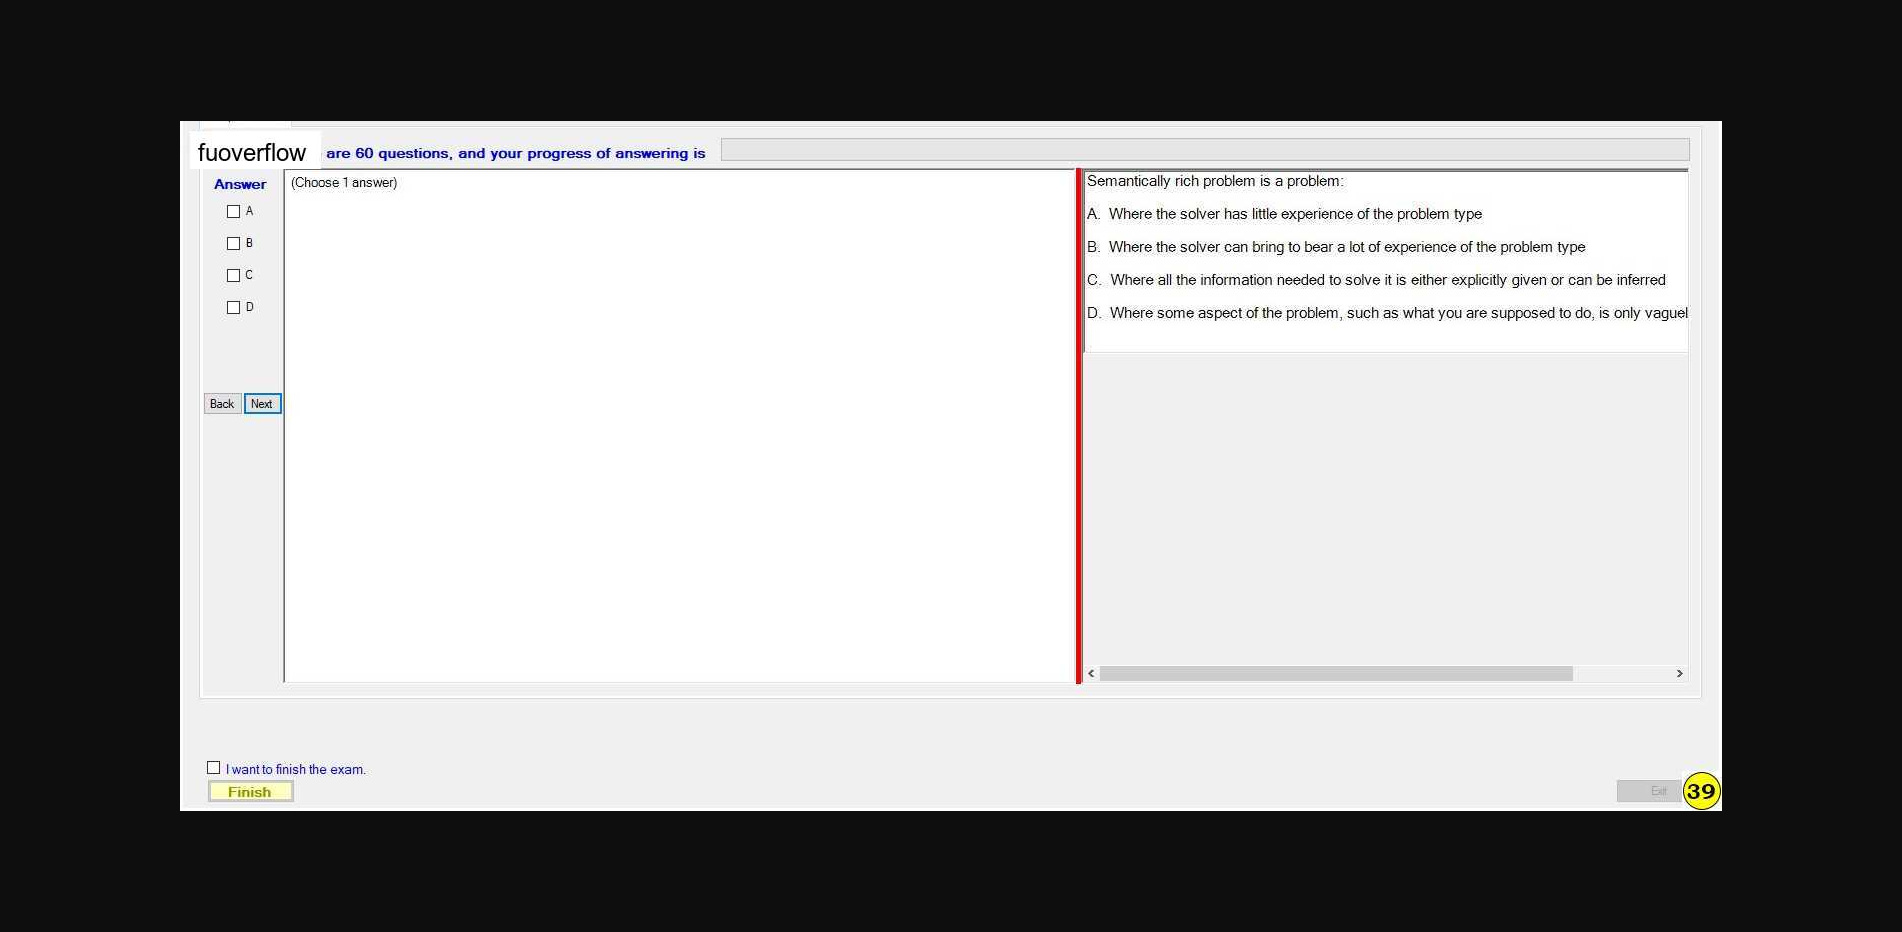 fuoverflow are 60 questions, and your progress of answering is
Answer
A
B
C
D
Back Next
(Choose 1 answer)
Semantically rich problem is a problem:
A. Where the solver has little experience of the problem type
B. Where the solver can bring to bear a lot of experience of the problem type
C. Where all the information needed to solve it is either explicitly given or can be inferred
D. Where some aspect of the problem, such as what you are supposed to do, is only vaguel
I want to finish the exam.
Finish
Exit
39